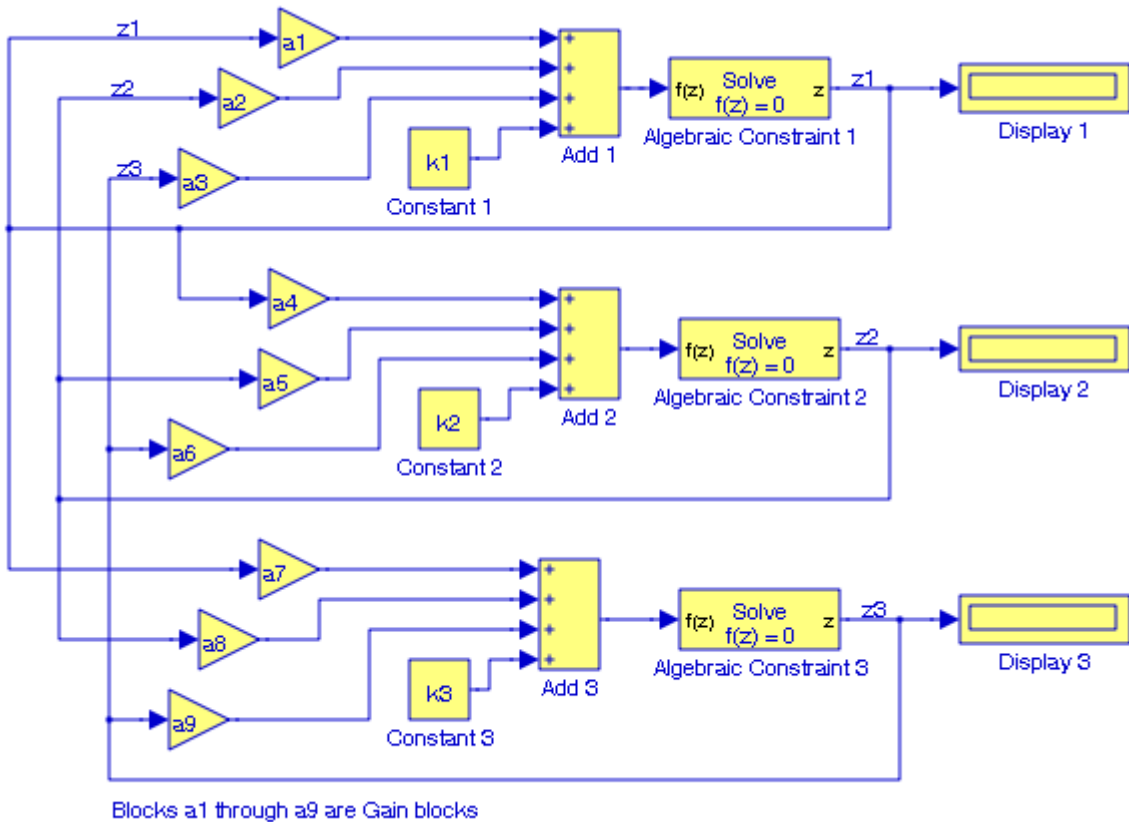 z1
a1
+
+
+
+
Add 1
f(z)
Solve
f(z) = 0
z
Algebraic Constraint 1
z1
Display 1
z2
a2
z3
a3
k1
Constant 1
a4
+
+
+
+
Add 2
f(z)
Solve
f(z) = 0
z
Algebraic Constraint 2
z2
Display 2
a5
a6
k2
Constant 2
a7
+
+
+
+
Add 3
f(z)
Solve
f(z) = 0
z
Algebraic Constraint 3
z3
Display 3
a8
a9
k3
Constant 3
Blocks a1 through a9 are Gain blocks